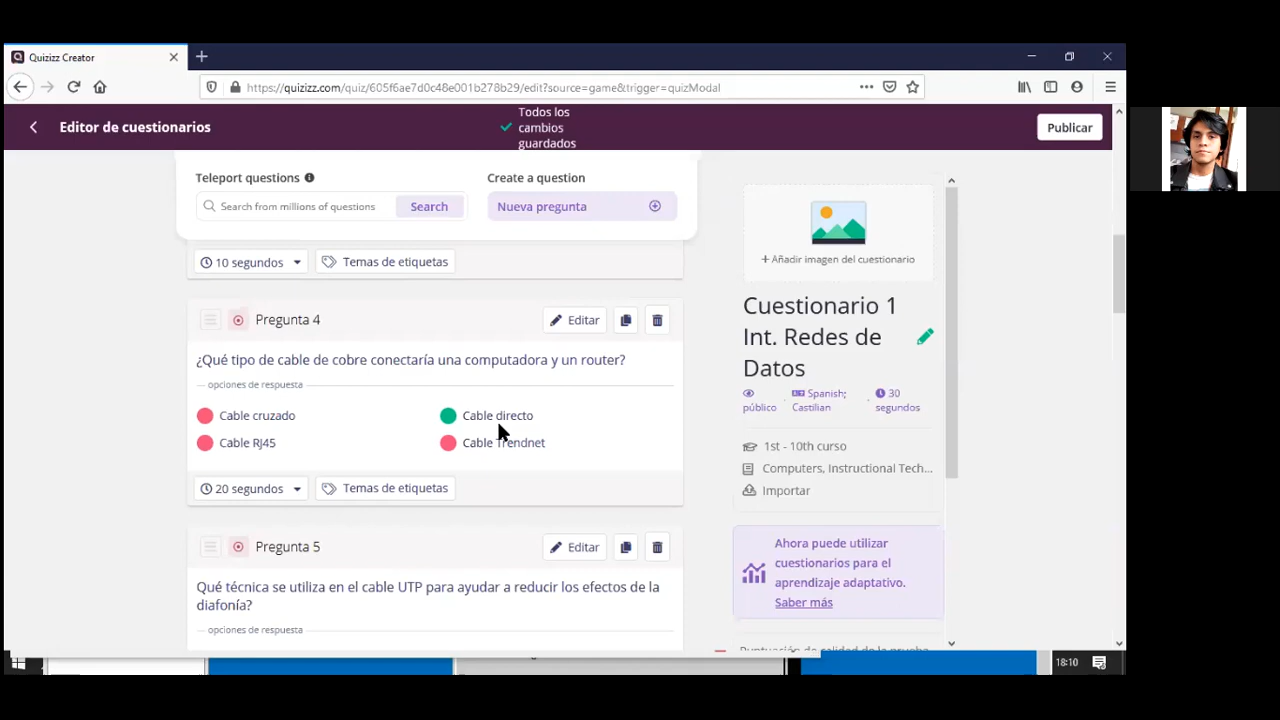 Quizizz Creator
https://quizizz.com/quiz/605f6ae7d0c48e001b278b29/edit?source=game&trigger=quizModal
Editor de cuestionarios
Todos los
cambios
guardados
Publicar
Teleport questions
Create a question
Search from millions of questions
Search
Nueva pregunta
10 segundos
Temas de etiquetas
Pregunta 4
Editar
¿Qué tipo de cable de cobre conectaría una computadora y un router?
opciones de respuesta
Cable cruzado
Cable directo
Cable RJ45
Cable Trendnet
20 segundos
Temas de etiquetas
Pregunta 5
Editar
Qué técnica se utiliza en el cable UTP para ayudar a reducir los efectos de la
diafonía?
opciones de respuesta
+ Añadir imagen del cuestionario
Cuestionario 1
Int. Redes de
Datos
público
Spanish;
Castilian
30
segundos
1st - 10th curso
Computers, Instructional Tech...
Importar
Ahora puede utilizar
cuestionarios para el
aprendizaje adaptativo.
Saber más
Puntuación de calidad de la prueba
18:10